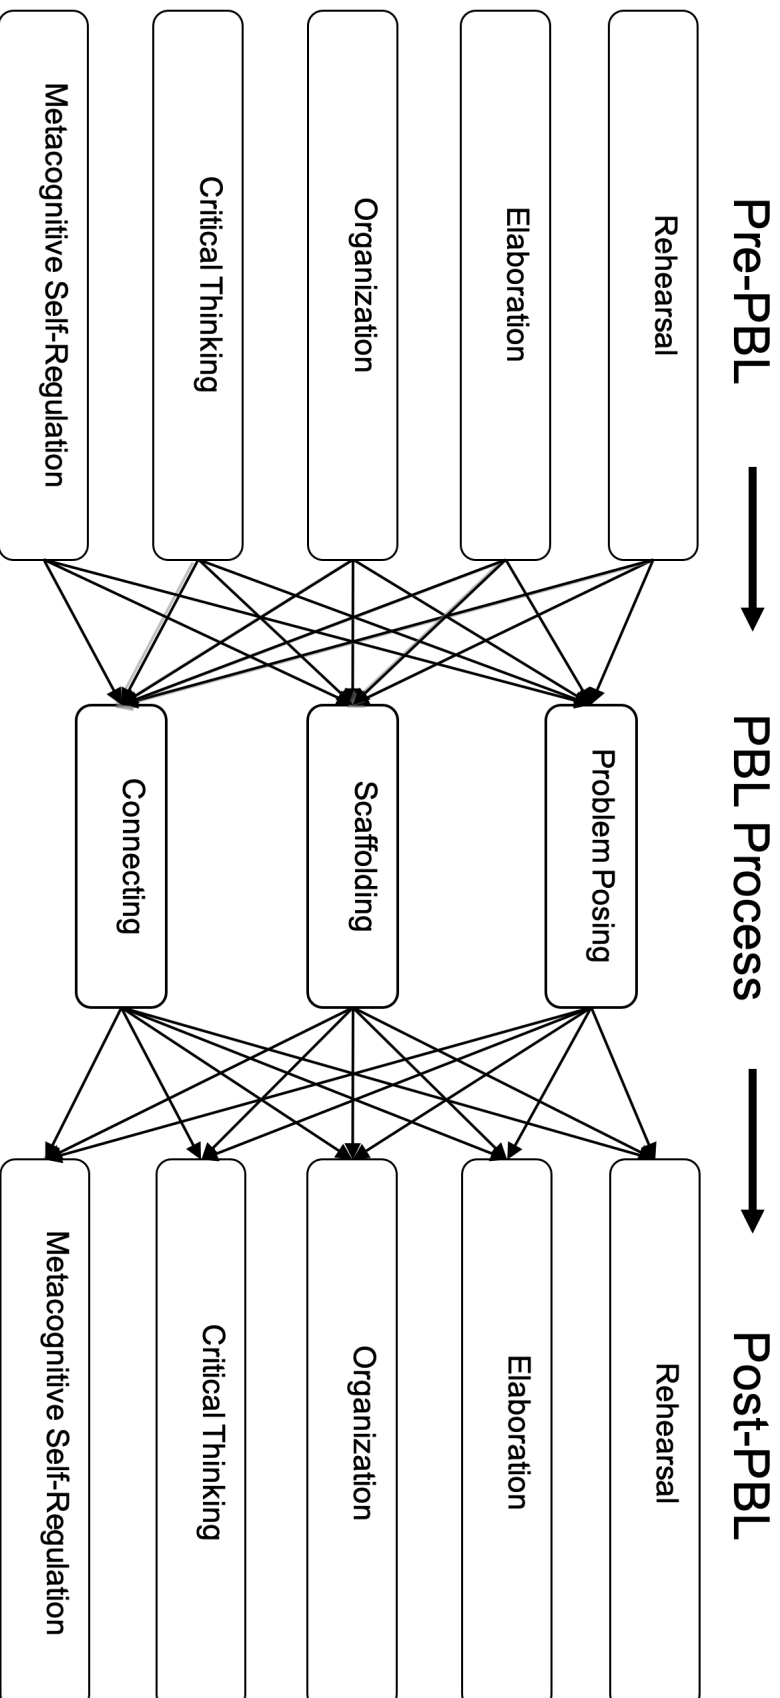 Pre-PBL
PBL Process
Post-PBL
Rehearsal
Elaboration
Organization
Critical Thinking
Metacognitive Self-Regulation
Problem Posing
Scaffolding
Connecting
Rehearsal
Elaboration
Organization
Critical Thinking
Metacognitive Self-Regulation